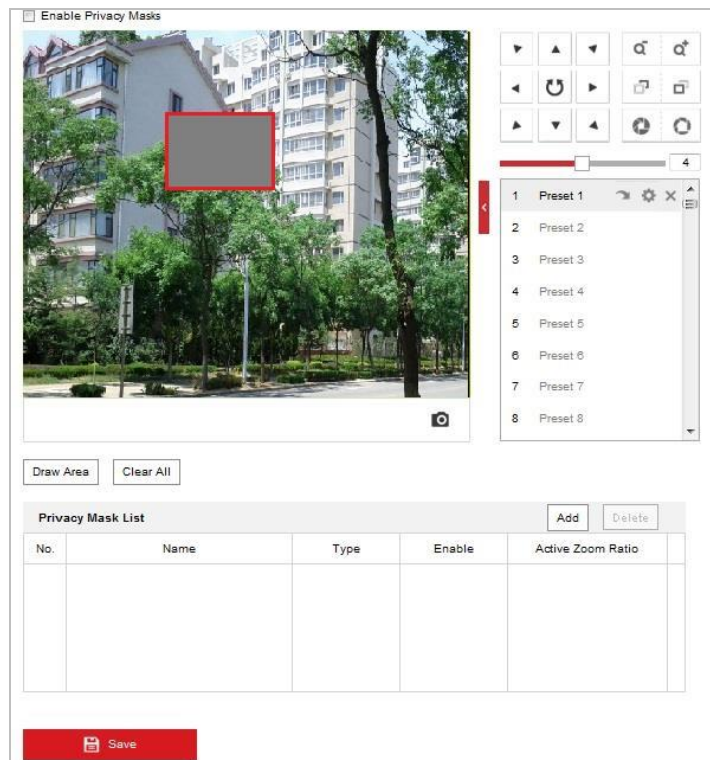 Enable Privacy Masks
4
1 Preset 1
2 Preset 2
3 Preset 3
4 Preset 4
5 Preset 5
6 Preset 6
7 Preset 7
8 Preset 8
Draw Area Clear All
Privacy Mask List Add Delete
No. Name Type Enable Active Zoom Ratio
Save